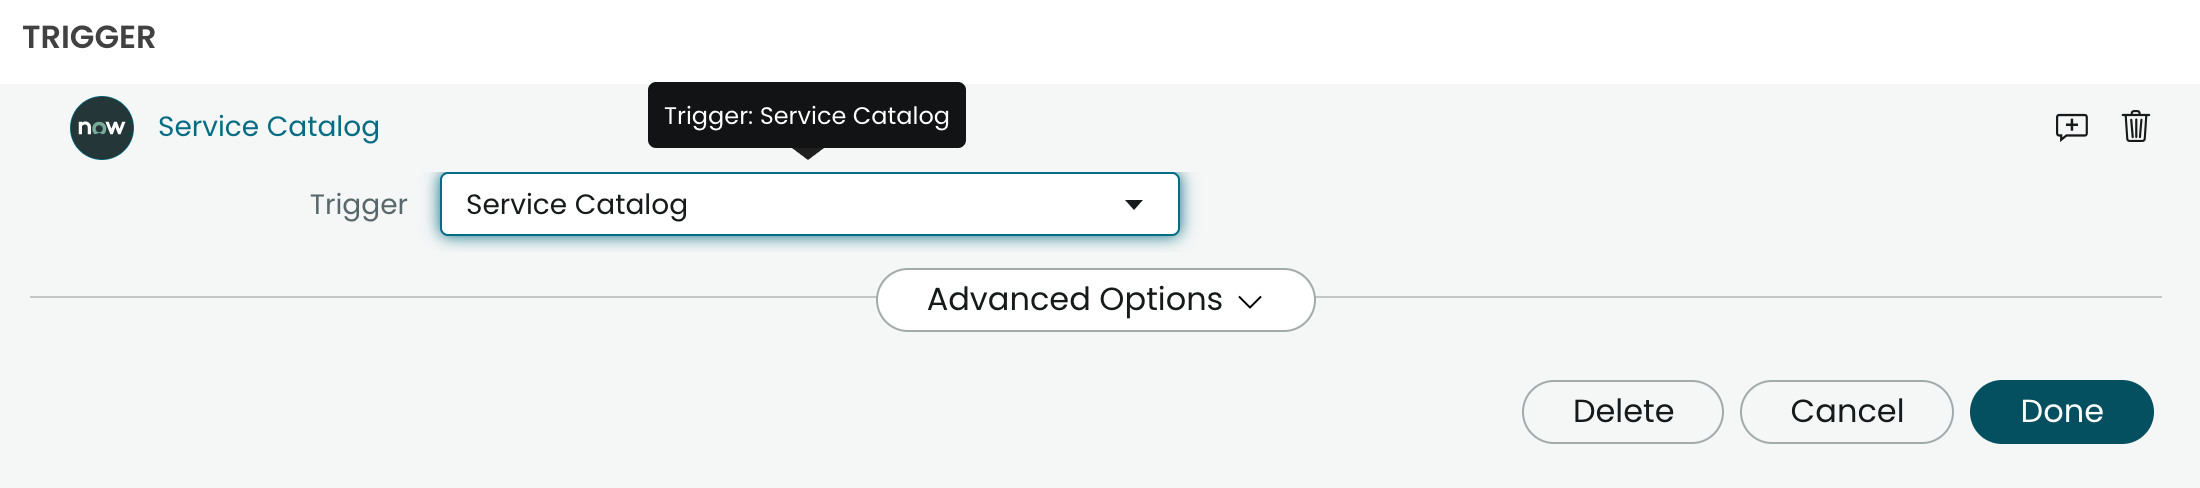 TRIGGER
Trigger: Service Catalog
now Service Catalog
Trigger Service Catalog
Advanced Options
Delete Cancel Done